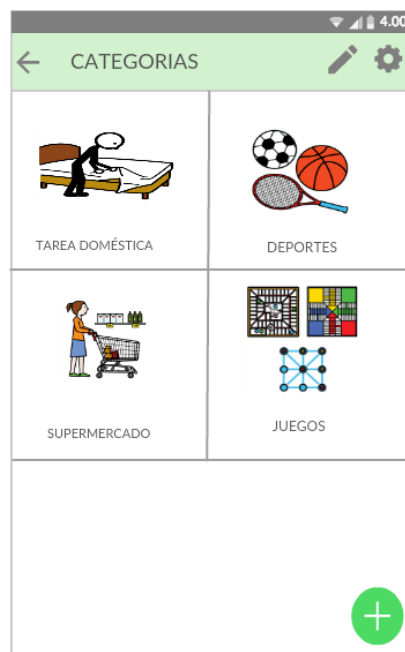 4.00
CATEGORIAS
TAREA DOMÉSTICA
DEPORTES
SUPERMERCADO
JUEGOS